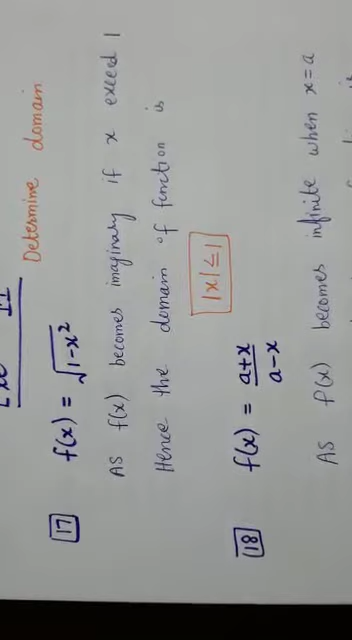 Determine domain
17 f(x) = √1-x²
As f(x) becomes imaginary if x exceed 1
Hence the domain of function is
|x| ≤ 1
18 f(x) = a+x / a-x
As f(x) becomes infinite when x=a